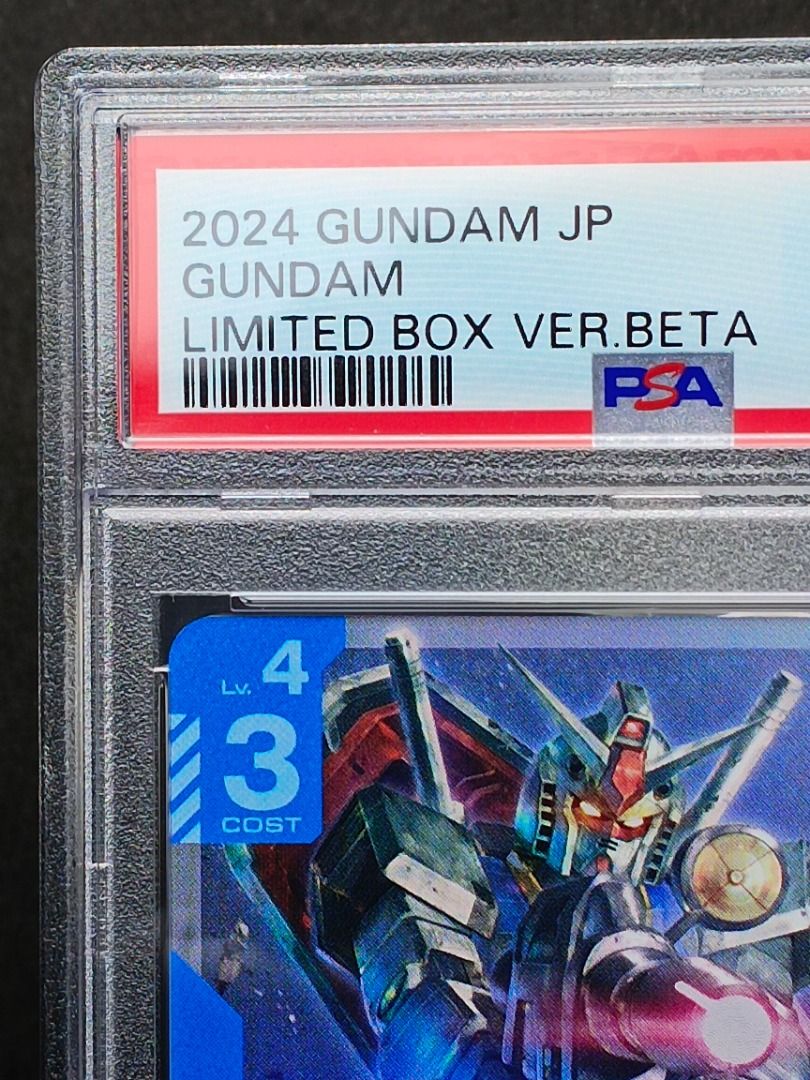 2024 GUNDAM JP
GUNDAM
LIMITED BOX VER.BETA
PSA
Lv. 4
3
COST